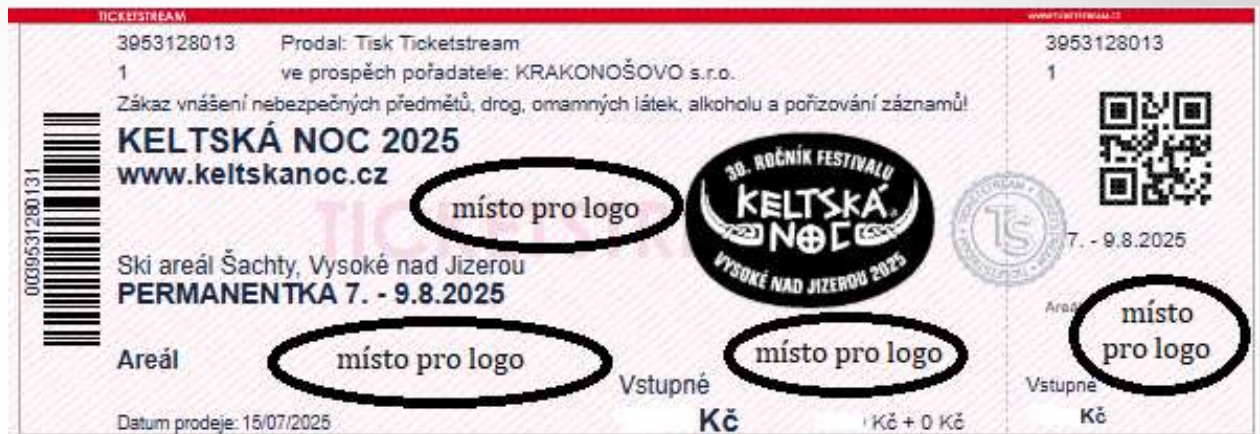 TICKETSTREAM
3953128013 Prodal: Tisk Ticketstream
1 ve prospěch pořadatele: KRAKONOŠOVO s.r.o.
Zákaz vnášení nebezpečných předmětů, drog, omamných látek, alkoholu a pořizování záznamů!
KELTSKÁ NOC 2025
www.keltskanoc.cz
místo pro logo
30. ROČNÍK FESTIVALU
KELTSKÁ
NOC
VYSOKÉ NAD JIZEROU 2025
TS
Ski areál Šachty, Vysoké nad Jizerou
PERMANENTKA 7. - 9.8.2025
Areál místo pro logo
místo pro logo
Vstupné
Datum prodeje: 15/07/2025 Kč Kč + 0 Kč
0039531280131
3953128013
1
7. - 9.8.2025
místo
pro logo
Vstupné
Kč